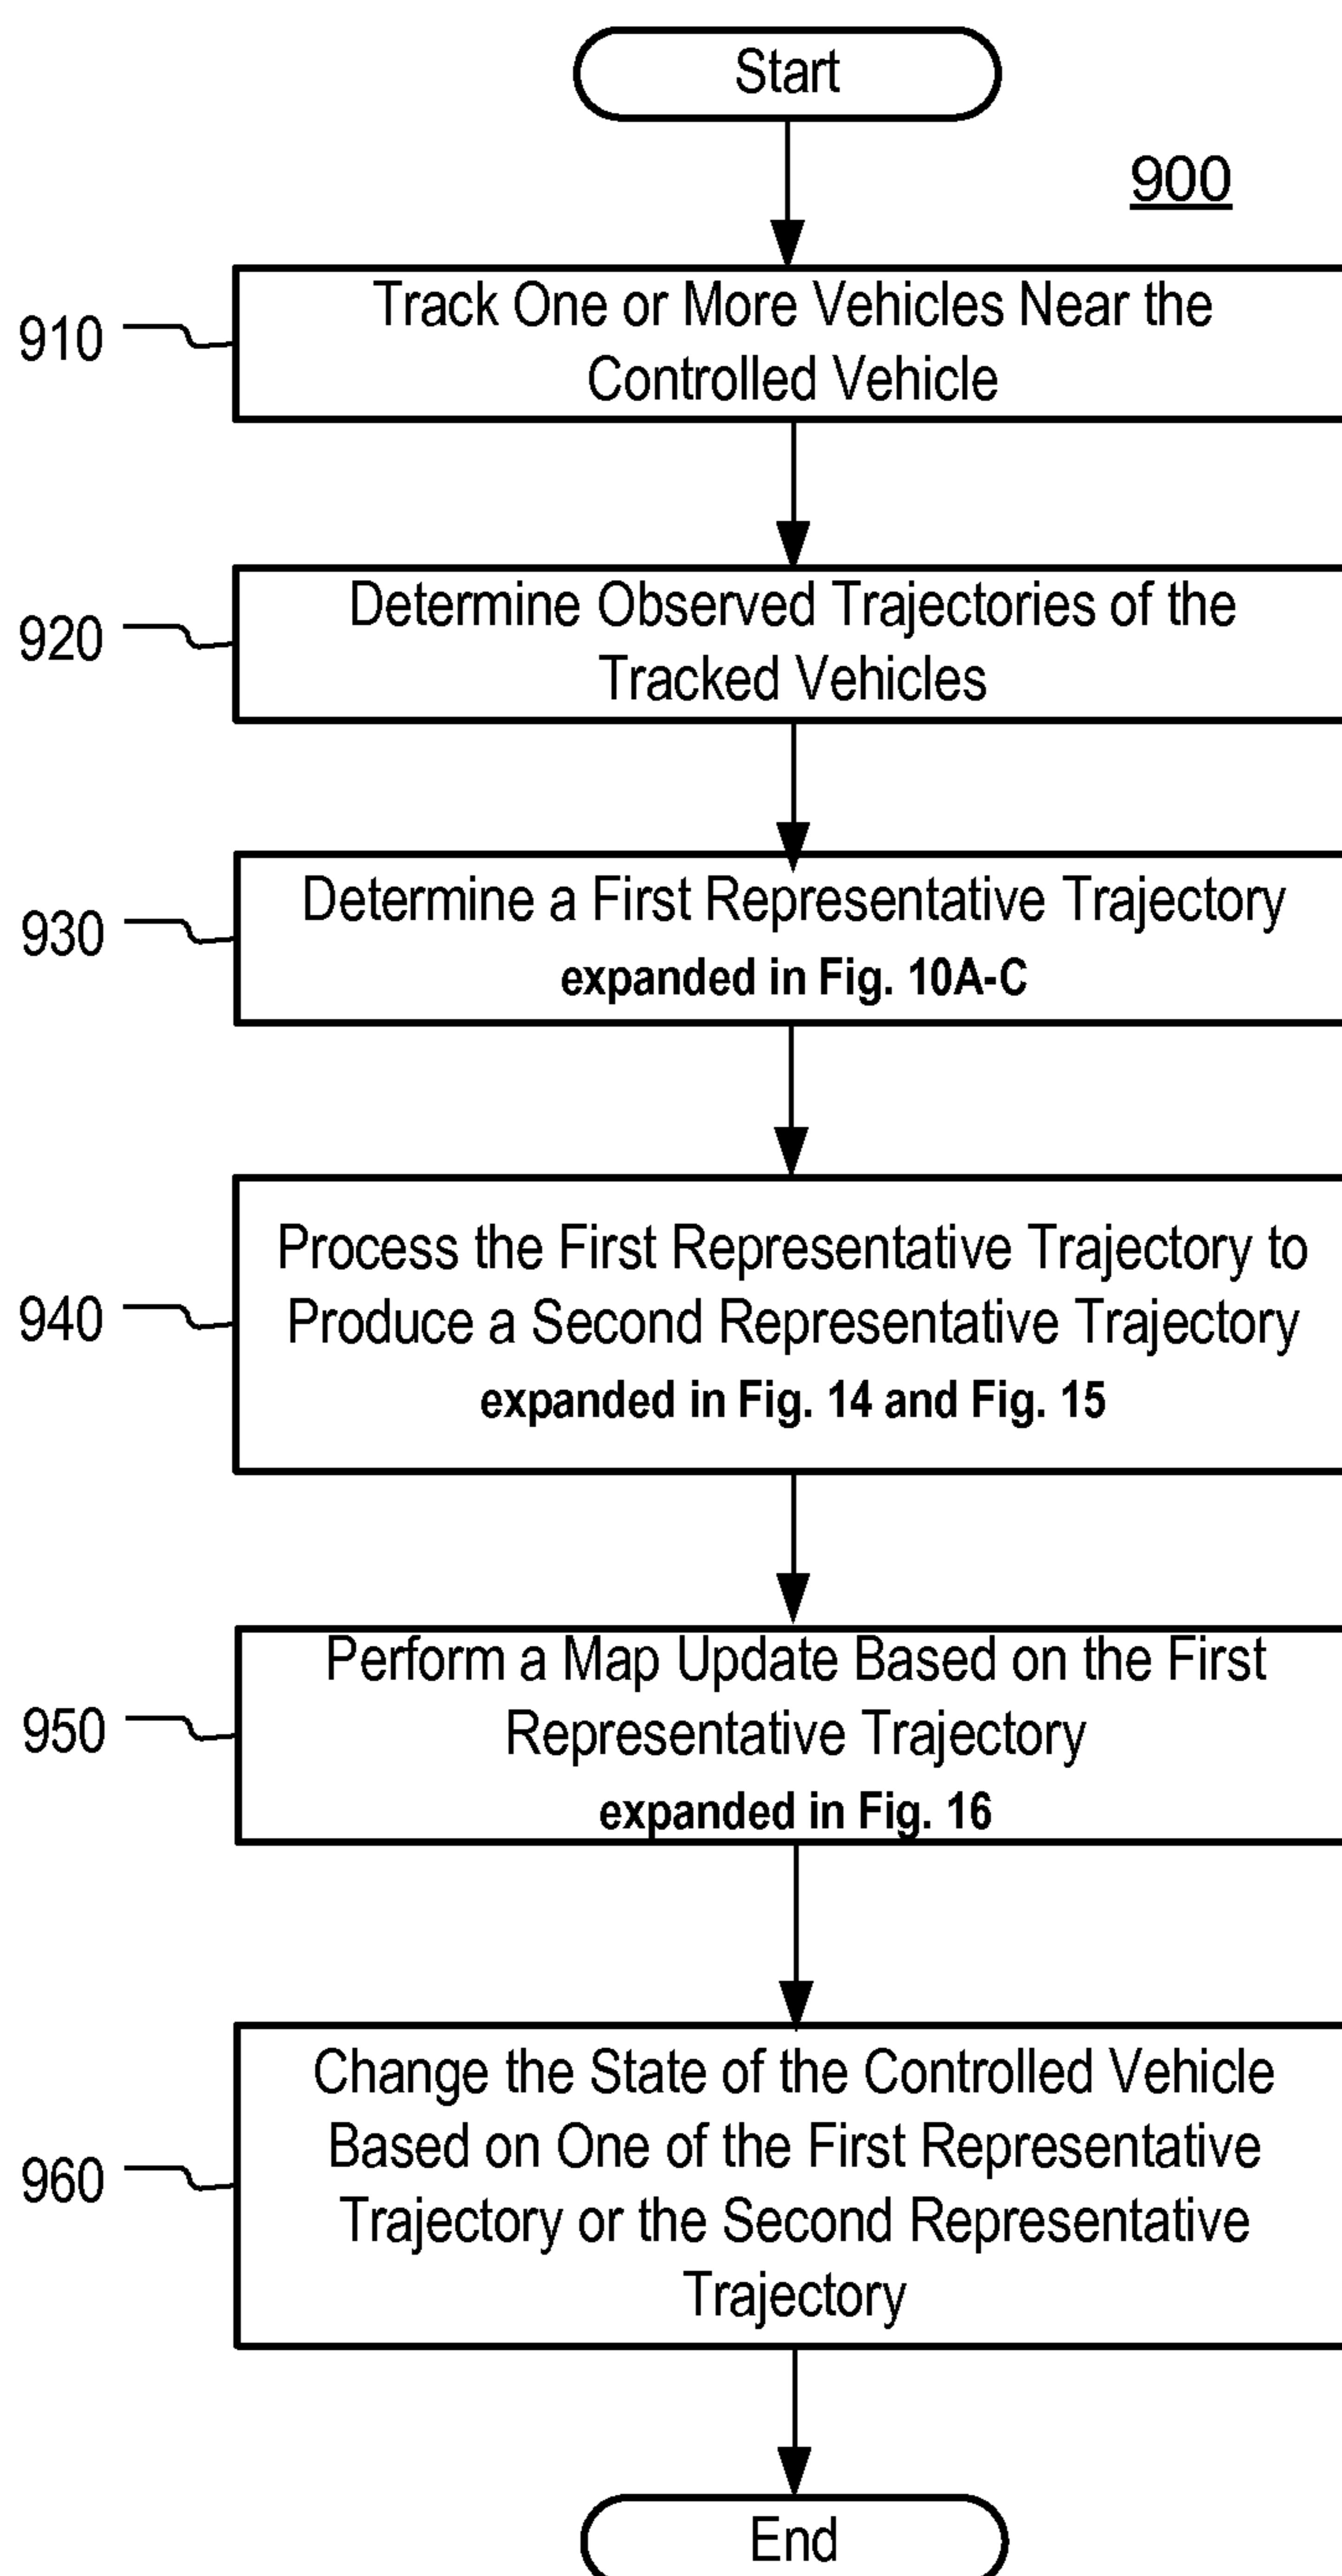 Start
900
910
Track One or More Vehicles Near the
Controlled Vehicle
920
Determine Observed Trajectories of the
Tracked Vehicles
930
Determine a First Representative Trajectory
expanded in Fig. 10A-C
940
Process the First Representative Trajectory to
Produce a Second Representative Trajectory
expanded in Fig. 14 and Fig. 15
950
Perform a Map Update Based on the First
Representative Trajectory
expanded in Fig. 16
960
Change the State of the Controlled Vehicle
Based on One of the First Representative
Trajectory or the Second Representative
Trajectory
End